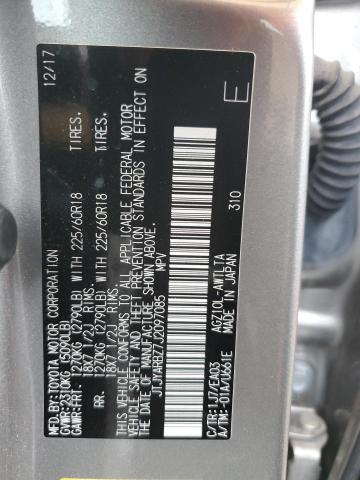 MFD.BY:TOYOTA MOTOR CORPORATION 12/17
GVWR:2310KG (5090LB)
GAWR:FRT. 1270KG (2790LB) WITH 225/60R18 TIRES.
18X7 1/2J RIMS.
RR. 1270KG (2790LB) WITH 225/60R18 TIRES.
18X7 1/2J RIMS.
THIS VEHICLE CONFORMS TO ALL APPLICABLE FEDERAL MOTOR
VEHICLE SAFETY AND THEFT PREVENTION STANDARDS IN EFFECT ON
THE DATE OF MANUFACTURE SHOWN ABOVE.
JTJYARBZ7J2097085 MPV
E
310
C/TR:1J7/EA03 AGZ10L-AWTLTA
A/TM:-01A/U661E MADE IN JAPAN